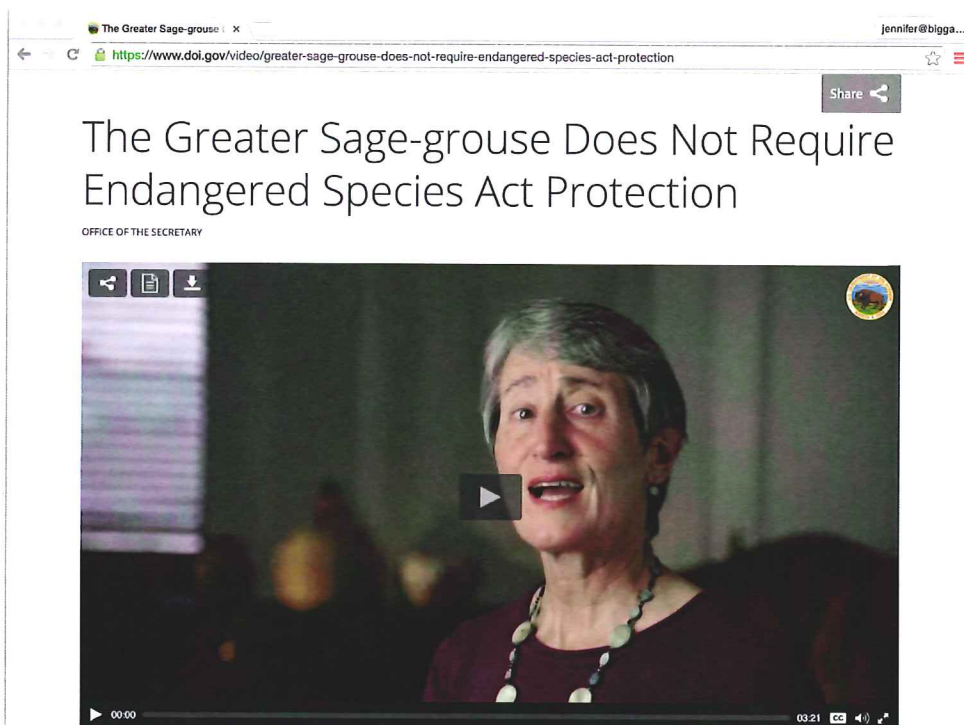 The Greater Sage-grouse
jennifer@bigga...
https://www.doi.gov/video/greater-sage-grouse-does-not-require-endangered-species-act-protection
Share
The Greater Sage-grouse Does Not Require
Endangered Species Act Protection
OFFICE OF THE SECRETARY
00:00
03:21
CC